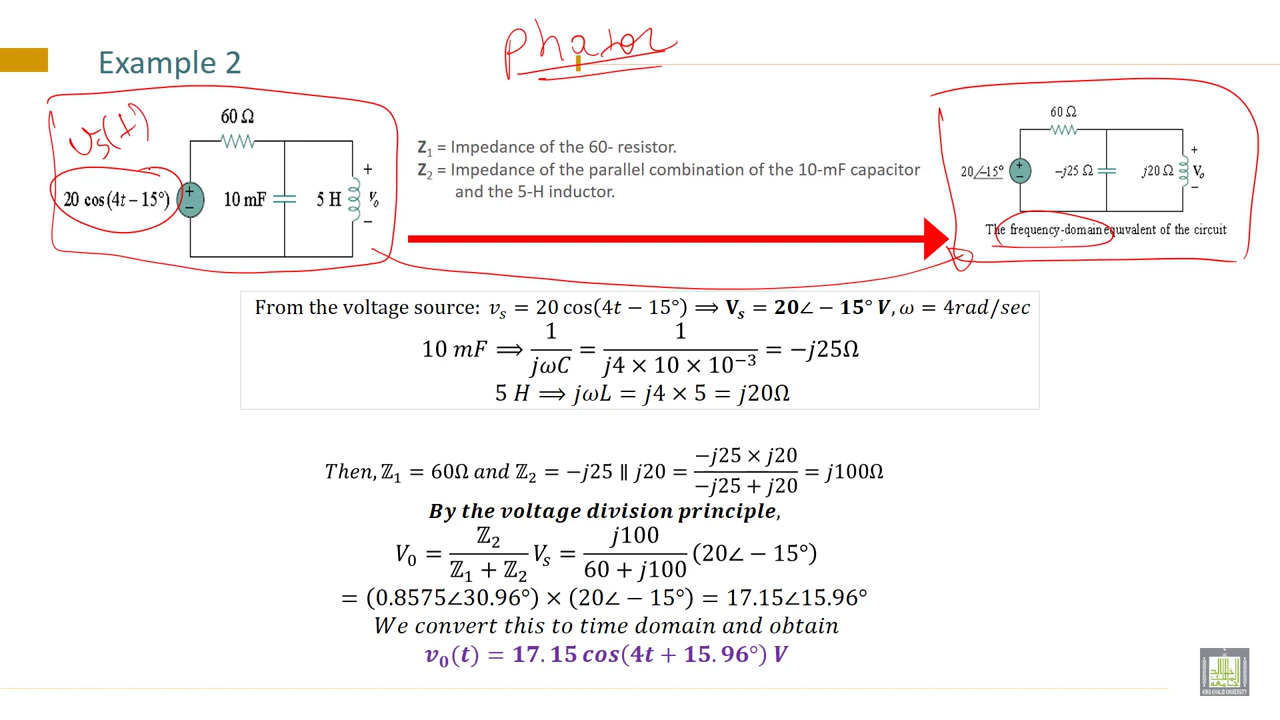 phasor
Example 2
vs(t)
60 Ω
20 cos(4t − 15°)
+
−
10 mF
5 H
+
Vo
−
Z1 = Impedance of the 60- resistor.
Z2 = Impedance of the parallel combination of the 10-mF capacitor
and the 5-H inductor.
60 Ω
20∠−15°
+
−
−j25 Ω
j20 Ω
+
Vo
−
The frequency-domain equivalent of the circuit
From the voltage source: vs = 20 cos(4t − 15°) ⟹ Vs = 20∠ − 15° V, ω = 4rad/sec
10 mF ⟹ 1/jωC = 1/j4 × 10 × 10⁻³ = −j25Ω
5 H ⟹ jωL = j4 × 5 = j20Ω
Then, ℤ1 = 60Ω and ℤ2 = −j25 ∥ j20 = −j25 × j20/−j25 + j20 = j100Ω
By the voltage division principle,
V0 = ℤ2/ℤ1 + ℤ2 Vs = j100/60 + j100 (20∠ − 15°)
= (0.8575∠30.96°) × (20∠ − 15°) = 17.15∠15.96°
We convert this to time domain and obtain
v0(t) = 17.15 cos(4t + 15.96°) V
KING KHALID UNIVERSITY